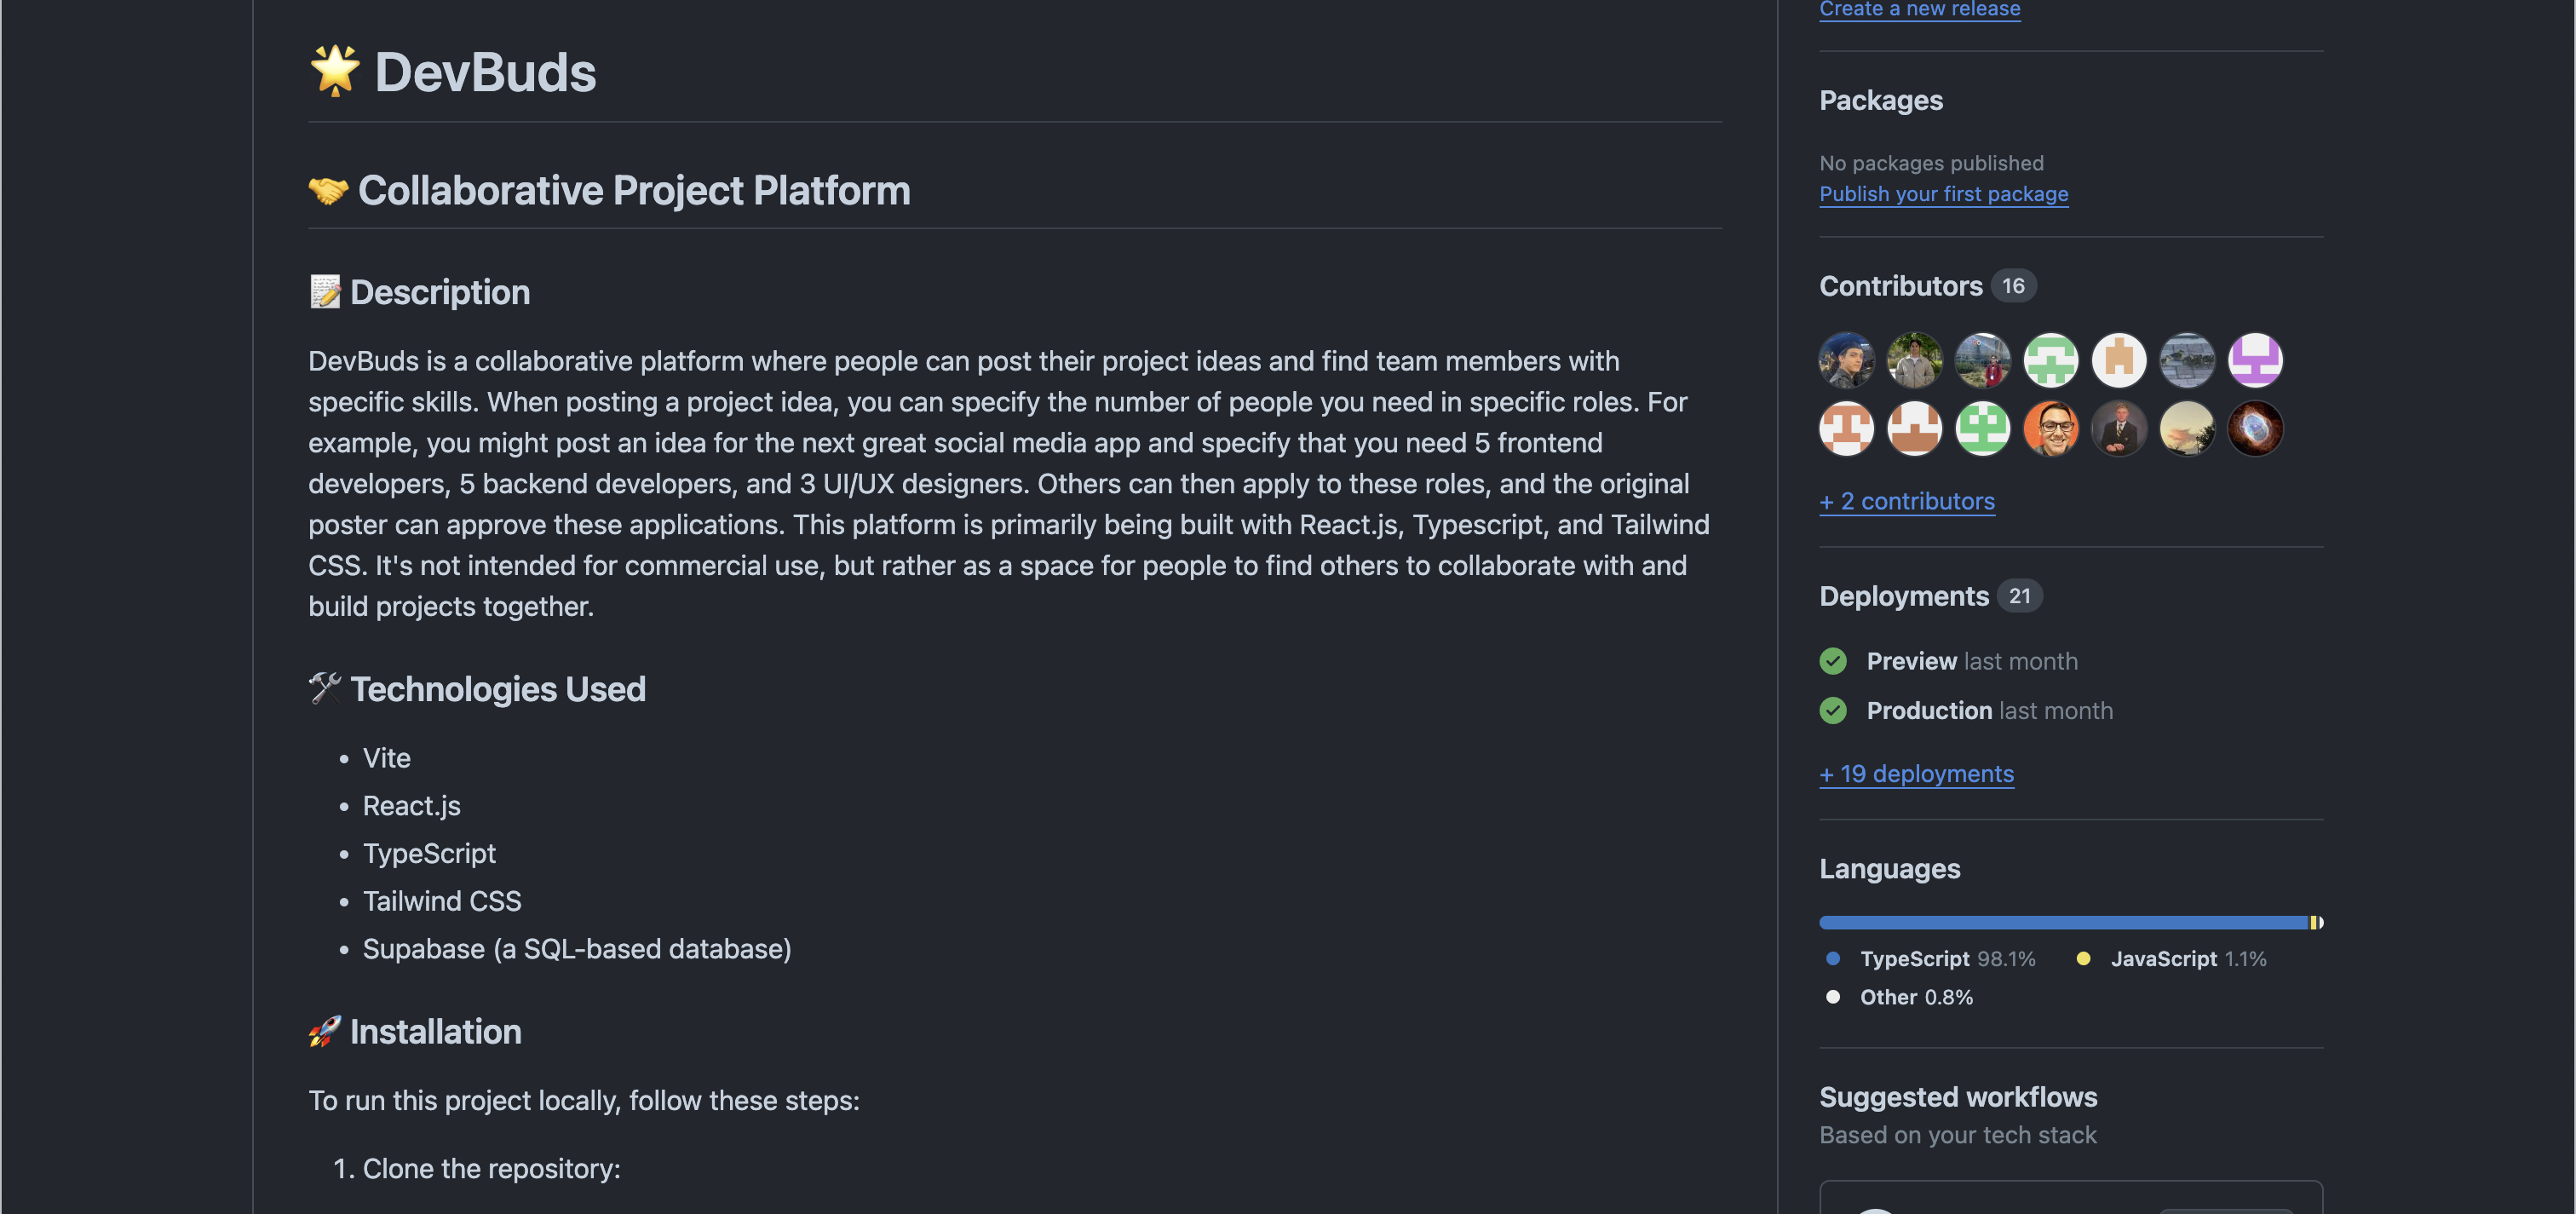 DevBuds
Collaborative Project Platform
Description
DevBuds is a collaborative platform where people can post their project ideas and find team members with
specific skills. When posting a project idea, you can specify the number of people you need in specific roles. For
example, you might post an idea for the next great social media app and specify that you need 5 frontend
developers, 5 backend developers, and 3 UI/UX designers. Others can then apply to these roles, and the original
poster can approve these applications. This platform is primarily being built with React.js, Typescript, and Tailwind
CSS. It's not intended for commercial use, but rather as a space for people to find others to collaborate with and
build projects together.
Technologies Used
• Vite
• React.js
• TypeScript
• Tailwind CSS
• Supabase (a SQL-based database)
Installation
To run this project locally, follow these steps:
1. Clone the repository:
Create a new release
Packages
No packages published
Publish your first package
Contributors 16
+ 2 contributors
Deployments 21
Preview last month
Production last month
+ 19 deployments
Languages
TypeScript 98.1% JavaScript 1.1%
Other 0.8%
Suggested workflows
Based on your tech stack